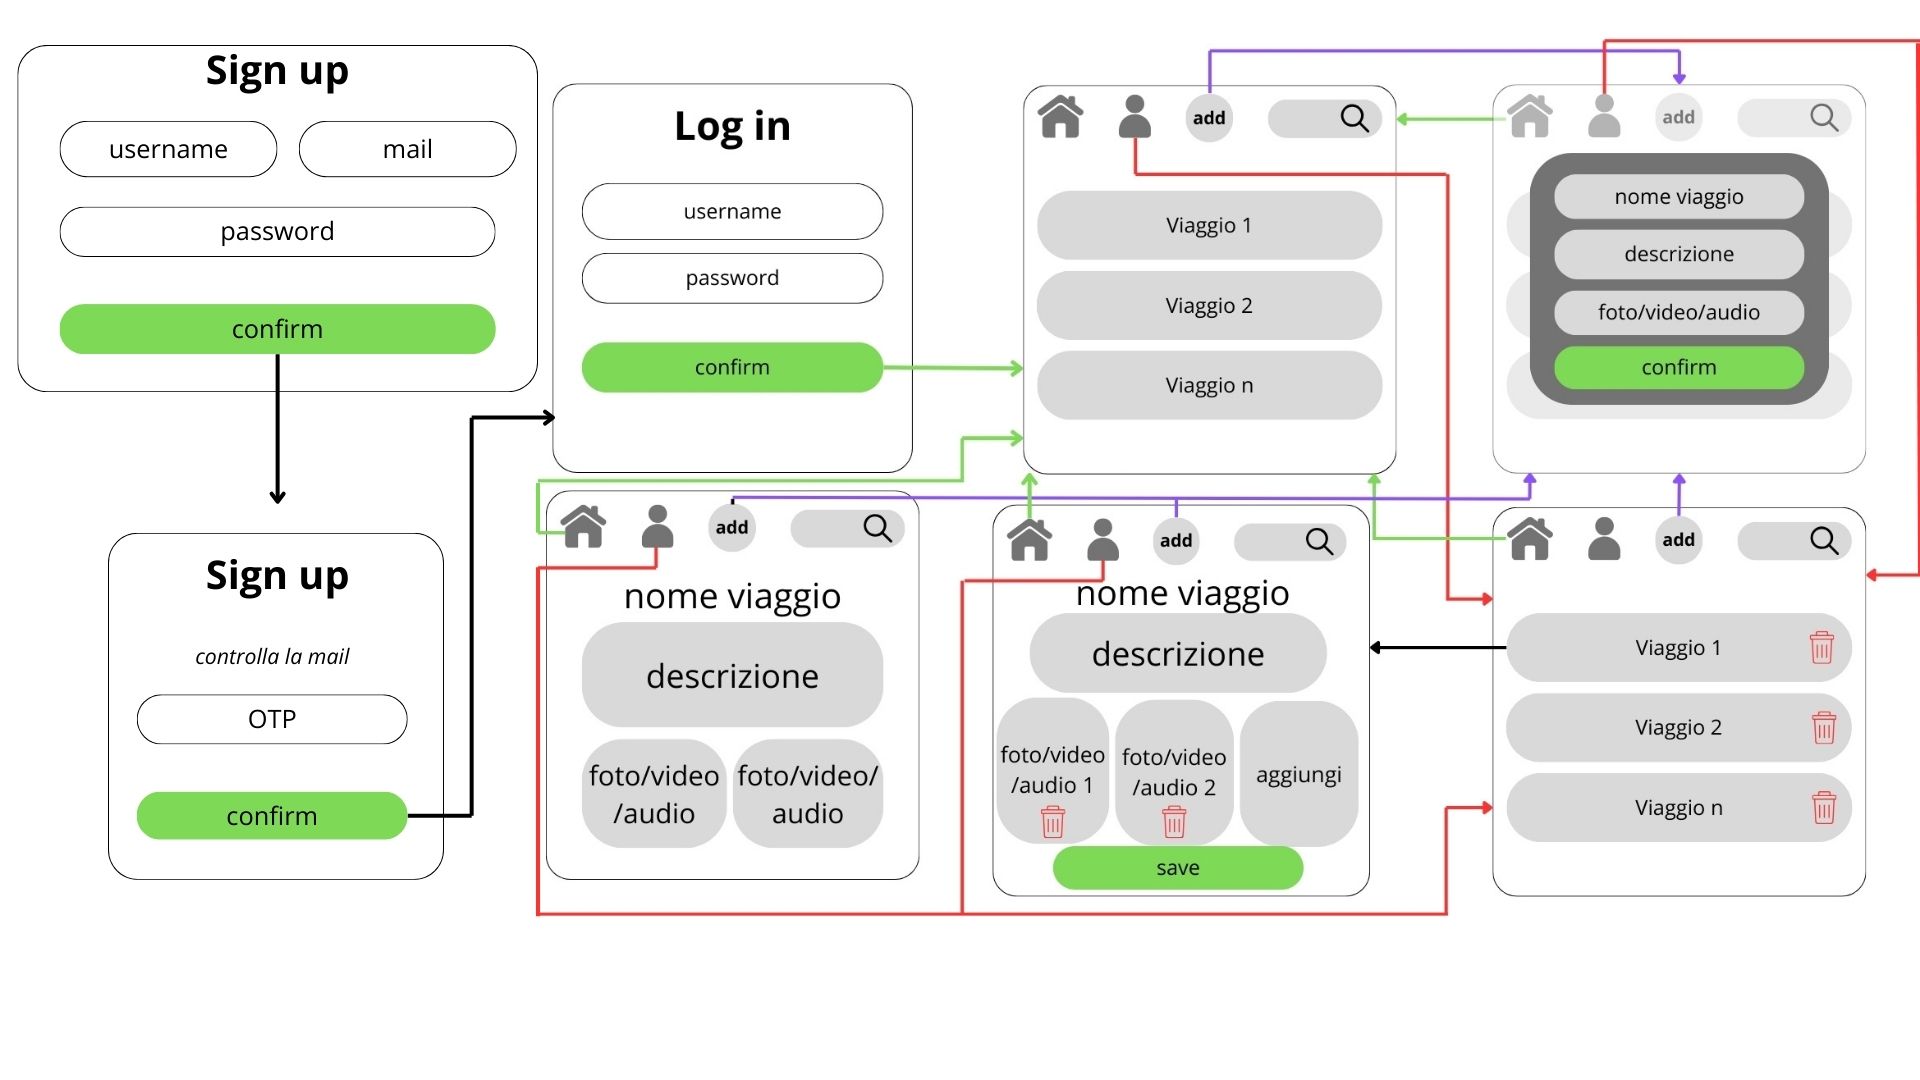 Sign up
username
mail
password
confirm
Log in
username
password
confirm
add
Viaggio 1
Viaggio 2
Viaggio n
add
nome viaggio
descrizione
foto/video/audio
confirm
Sign up
controlla la mail
OTP
confirm
add
nome viaggio
descrizione
foto/video
/audio
foto/video/
audio
add
nome viaggio
descrizione
foto/video
/audio 1
foto/video
/audio 2
aggiungi
save
add
Viaggio 1
Viaggio 2
Viaggio n